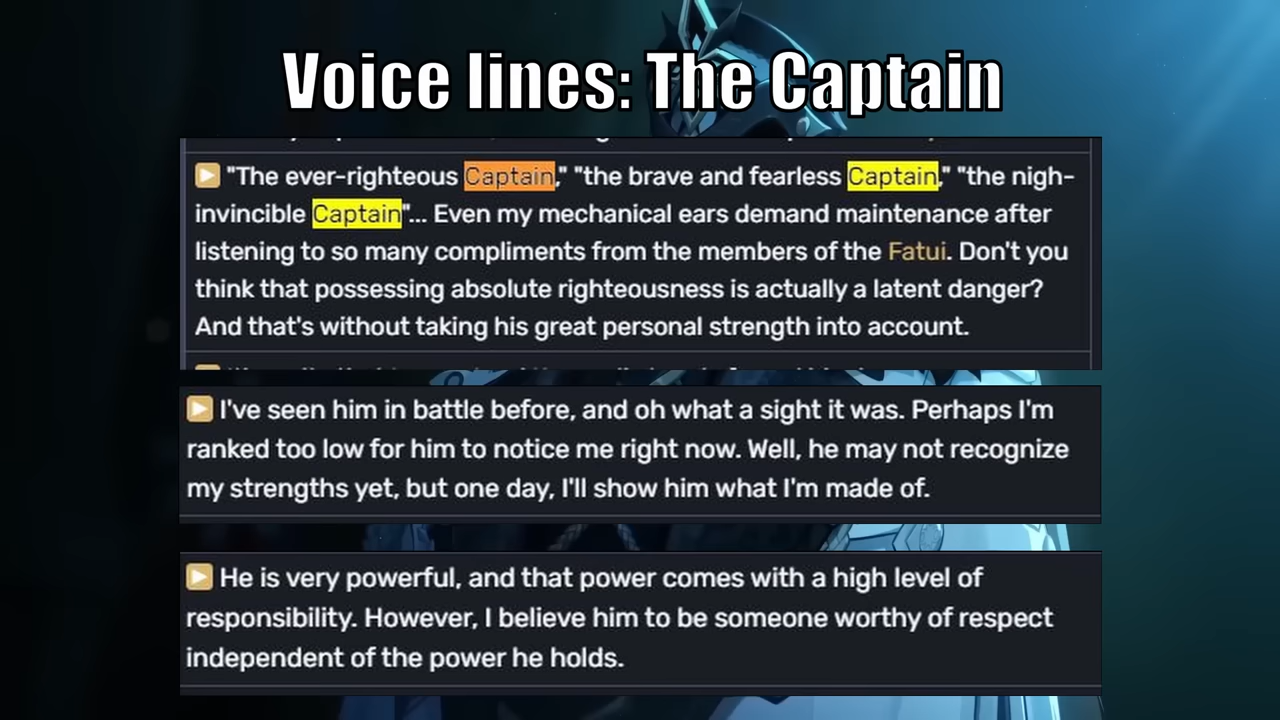 Voice lines: The Captain
"The ever-righteous Captain," "the brave and fearless Captain," "the nigh-
invincible Captain"... Even my mechanical ears demand maintenance after
listening to so many compliments from the members of the Fatui. Don't you
think that possessing absolute righteousness is actually a latent danger?
And that's without taking his great personal strength into account.
I've seen him in battle before, and oh what a sight it was. Perhaps I'm
ranked too low for him to notice me right now. Well, he may not recognize
my strengths yet, but one day, I'll show him what I'm made of.
He is very powerful, and that power comes with a high level of
responsibility. However, I believe him to be someone worthy of respect
independent of the power he holds.